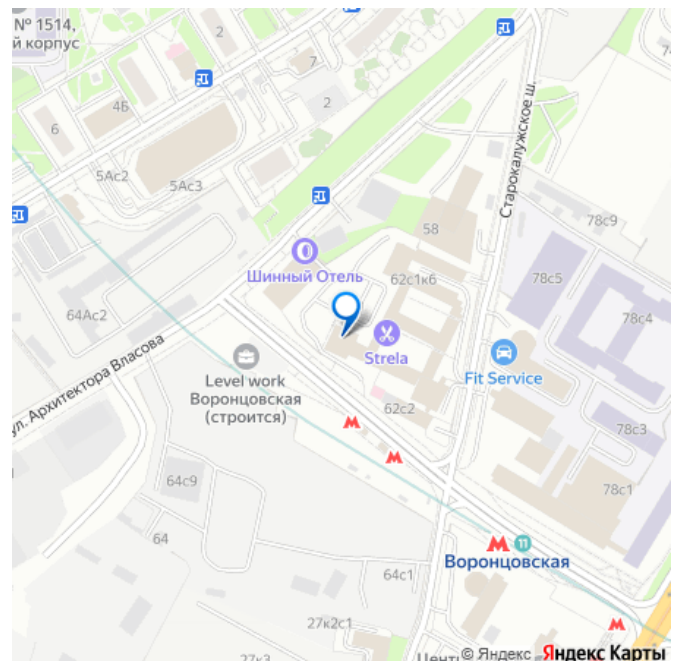 № 1514,
й корпус
2
7
4Б
2
6
5Ас2
5Ас3
Старокалужское ш.
58
78с9
Шинный Отель
62с1к6
78с5
78с4
64Ас2
ул. Архитектора Власова
Strela
Level work
Воронцовская
(строится)
Fit Service
62с2
78с3
64с9
78с1
64
11
Воронцовская
64с1
27к2с1
27к3
Цент
© Яндекс Яндекс Карты